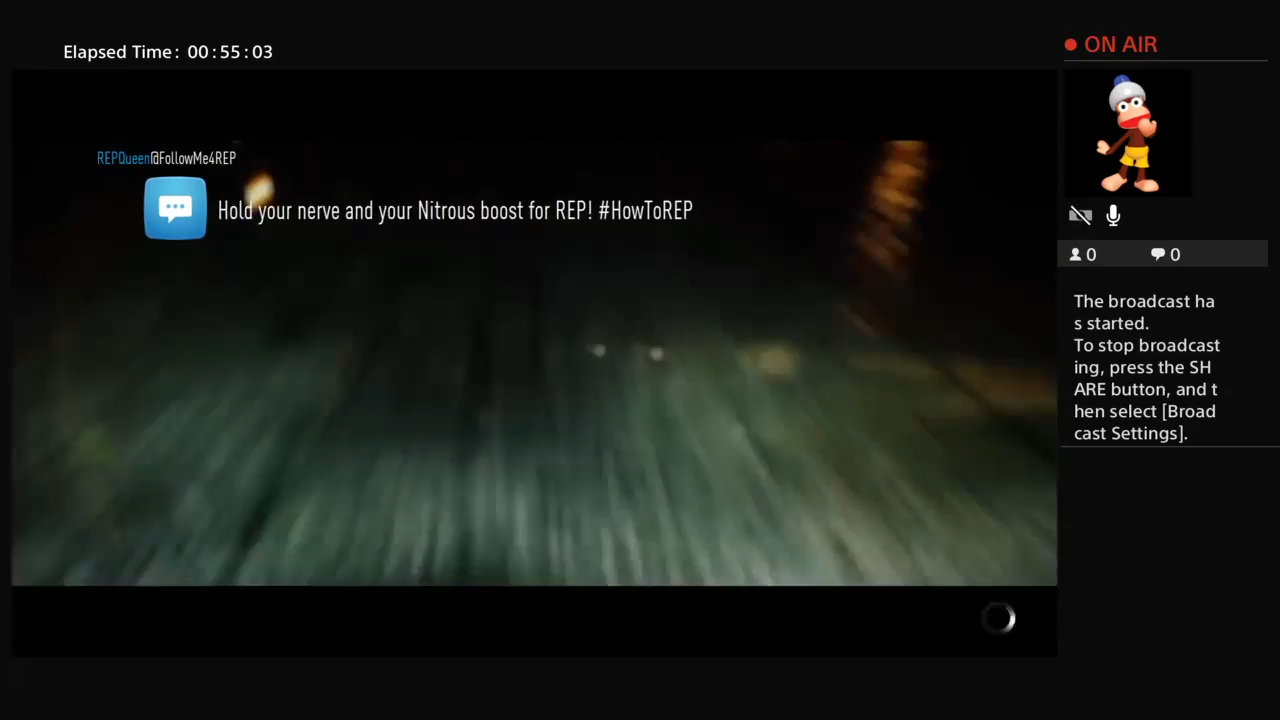 Elapsed Time: 00:55:03
ON AIR
REPQueen@FollowMe4REP
Hold your nerve and your Nitrous boost for REP! #HowToREP
0
0
The broadcast ha
s started.
To stop broadcast
ing, press the SH
ARE button, and t
hen select [Broad
cast Settings].